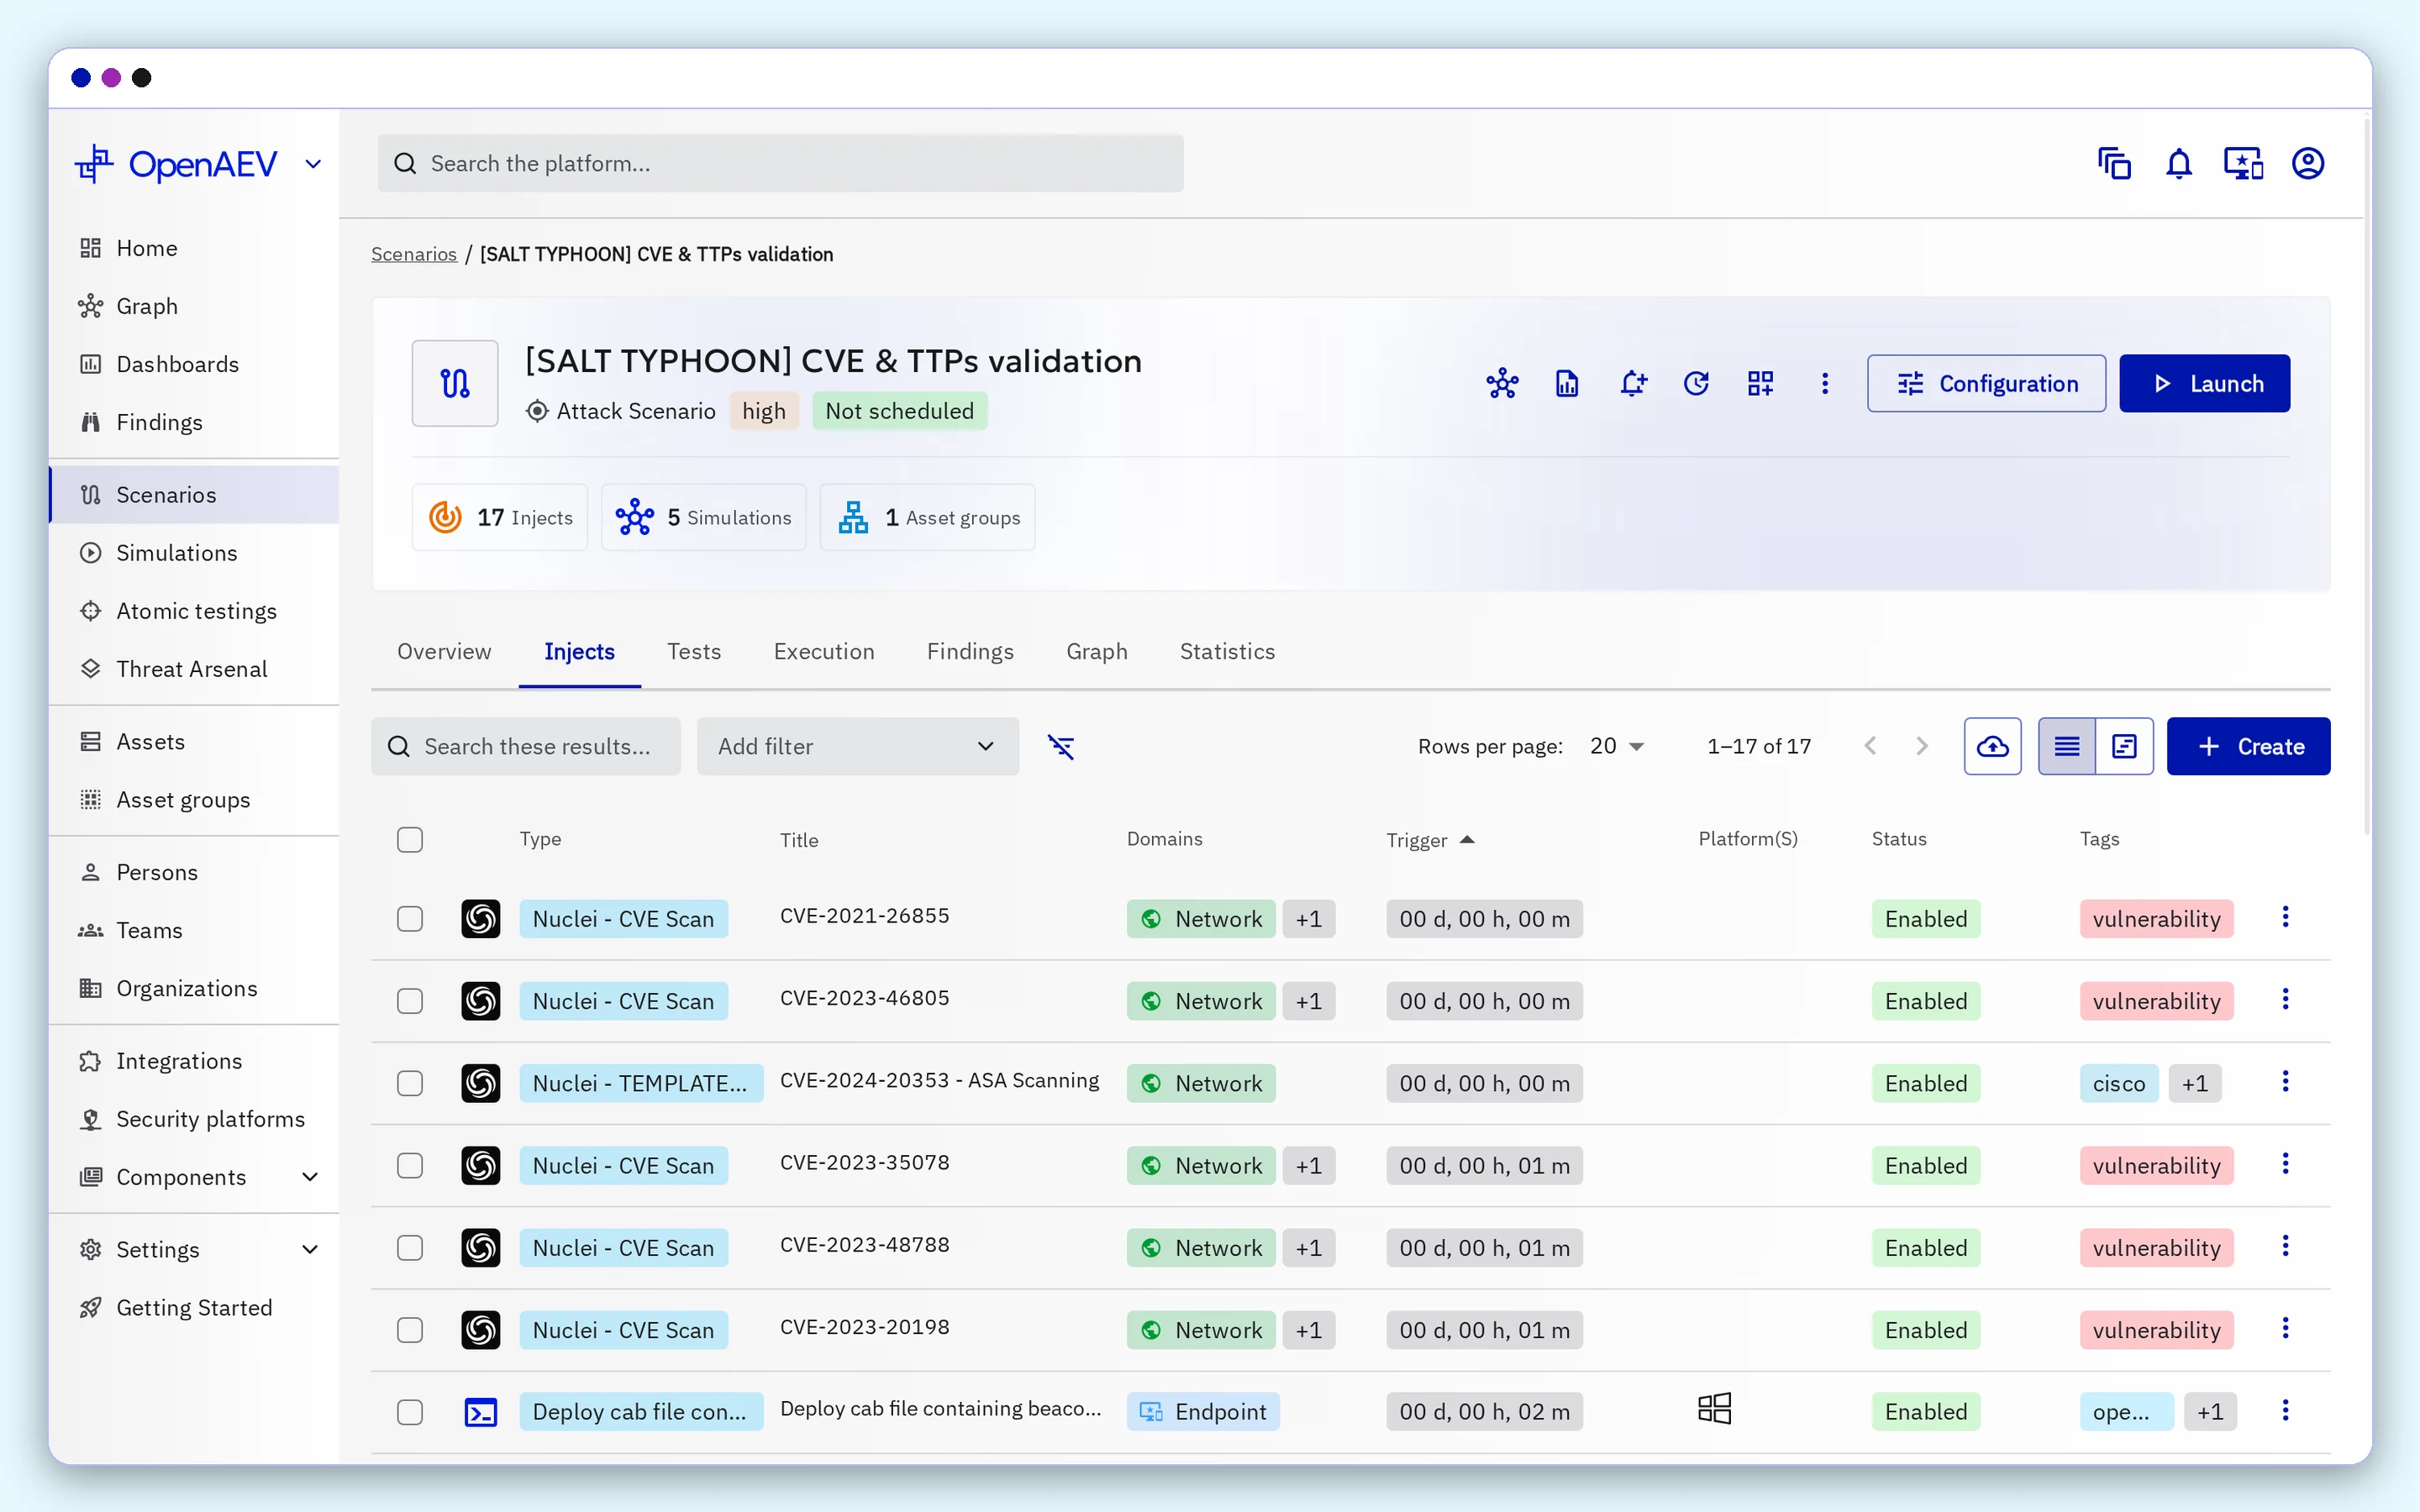 OpenAEV
Search the platform...
Home
Graph
Dashboards
Findings
Scenarios
Simulations
Atomic testings
Threat Arsenal
Assets
Asset groups
Persons
Teams
Organizations
Integrations
Security platforms
Components
Settings
Getting Started
Scenarios / [SALT TYPHOON] CVE & TTPs validation
[SALT TYPHOON] CVE & TTPs validation
Attack Scenario high Not scheduled
Configuration Launch
17 Injects 5 Simulations 1 Asset groups
Overview Injects Tests Execution Findings Graph Statistics
Search these results... Add filter Rows per page: 20 1–17 of 17 Create
Type Title Domains Trigger Platform(S) Status Tags
Nuclei - CVE Scan CVE-2021-26855 Network +1 00 d, 00 h, 00 m Enabled vulnerability
Nuclei - CVE Scan CVE-2023-46805 Network +1 00 d, 00 h, 00 m Enabled vulnerability
Nuclei - TEMPLATE... CVE-2024-20353 - ASA Scanning Network 00 d, 00 h, 00 m Enabled cisco +1
Nuclei - CVE Scan CVE-2023-35078 Network +1 00 d, 00 h, 01 m Enabled vulnerability
Nuclei - CVE Scan CVE-2023-48788 Network +1 00 d, 00 h, 01 m Enabled vulnerability
Nuclei - CVE Scan CVE-2023-20198 Network +1 00 d, 00 h, 01 m Enabled vulnerability
Deploy cab file con... Deploy cab file containing beaco... Endpoint 00 d, 00 h, 02 m Enabled ope... +1